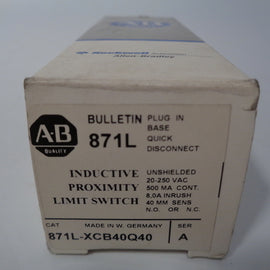 Rockwell Automation
Allen-Bradley
A-B
QUALITY
BULLETIN
871L
PLUG IN
BASE
QUICK
DISCONNECT
INDUCTIVE
PROXIMITY
LIMIT SWITCH
UNSHIELDED
20-250 VAC
500 MA CONT.
8,0A INRUSH
40 MM SENS
N.O. OR N.C.
CAT
MADE IN W. GERMANY
SER
871L-XCB40Q40
A